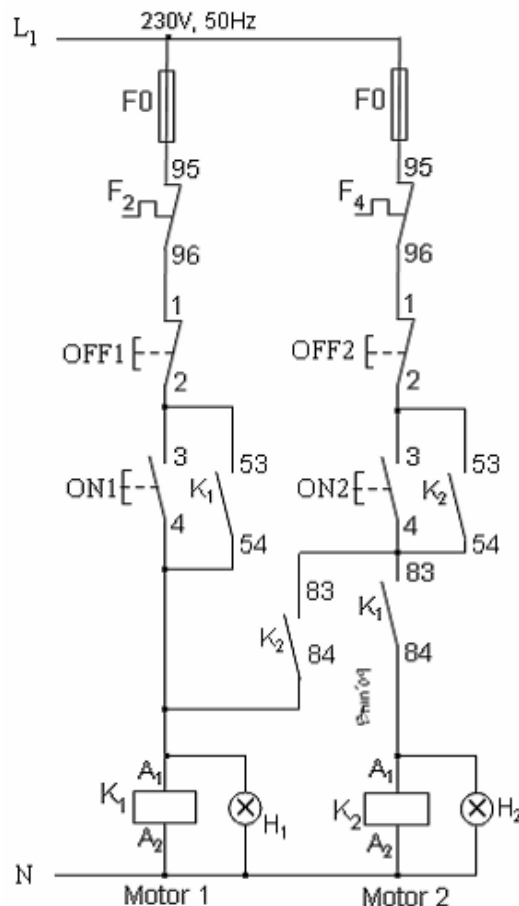 L1 230V, 50Hz
F0 F0
95 95
F2 F4
96 96
1 1
OFF1 OFF2
2 2
3 53 3 53
ON1 K1 ON2 K2
4 54 4 54
83 83
K2 K1
84 84
A1 A1
K1 H1 K2 H2
A2 A2
N
Motor 1 Motor 2